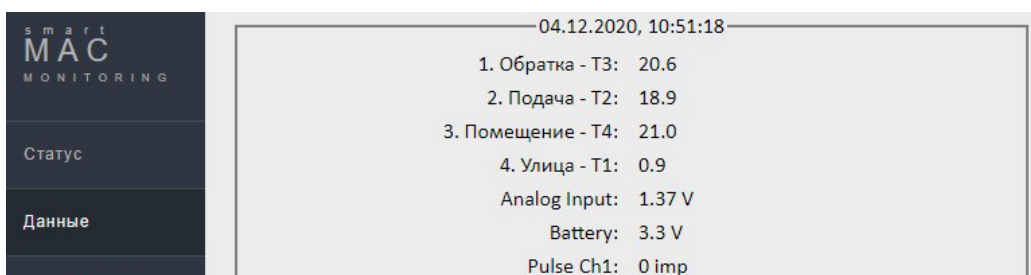 smart
MAC
MONITORING
Статус
Данные
04.12.2020, 10:51:18
1. Обратка - T3: 20.6
2. Подача - T2: 18.9
3. Помещение - T4: 21.0
4. Улица - T1: 0.9
Analog Input: 1.37 V
Battery: 3.3 V
Pulse Ch1: 0 imp